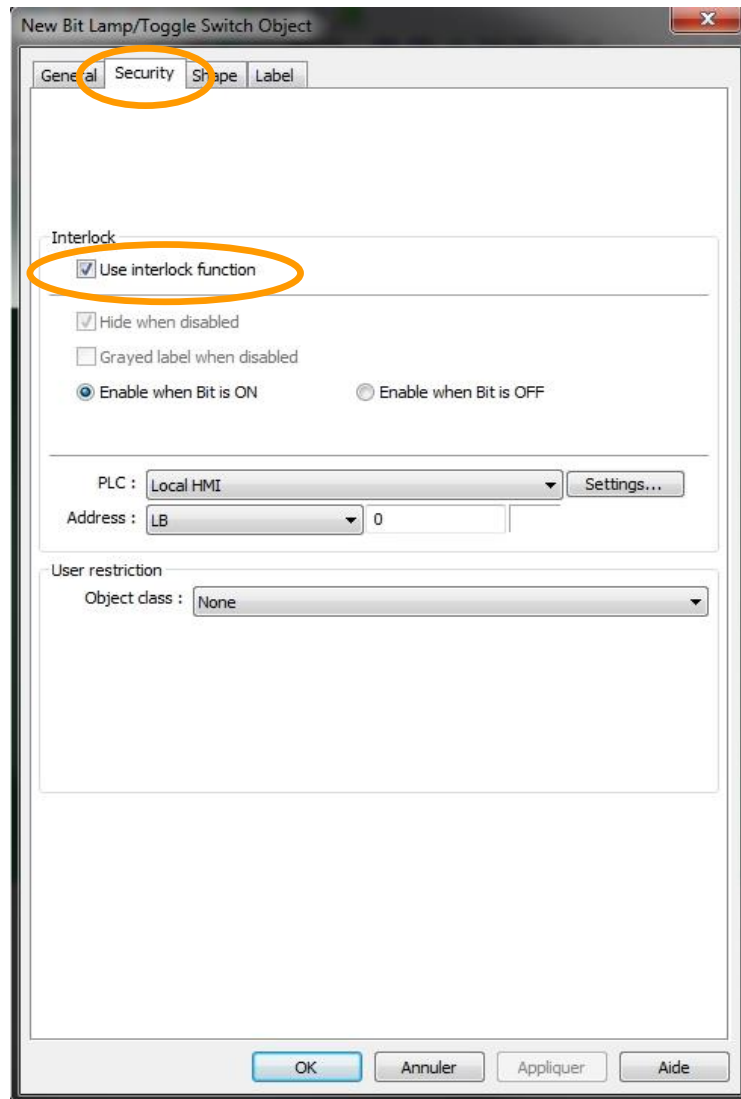 New Bit Lamp/Toggle Switch Object
General Security Shape Label
Interlock
Use interlock function
Hide when disabled
Grayed label when disabled
Enable when Bit is ON Enable when Bit is OFF
PLC : Local HMI Settings...
Address : LB 0
User restriction
Object class : None
OK Annuler Appliquer Aide